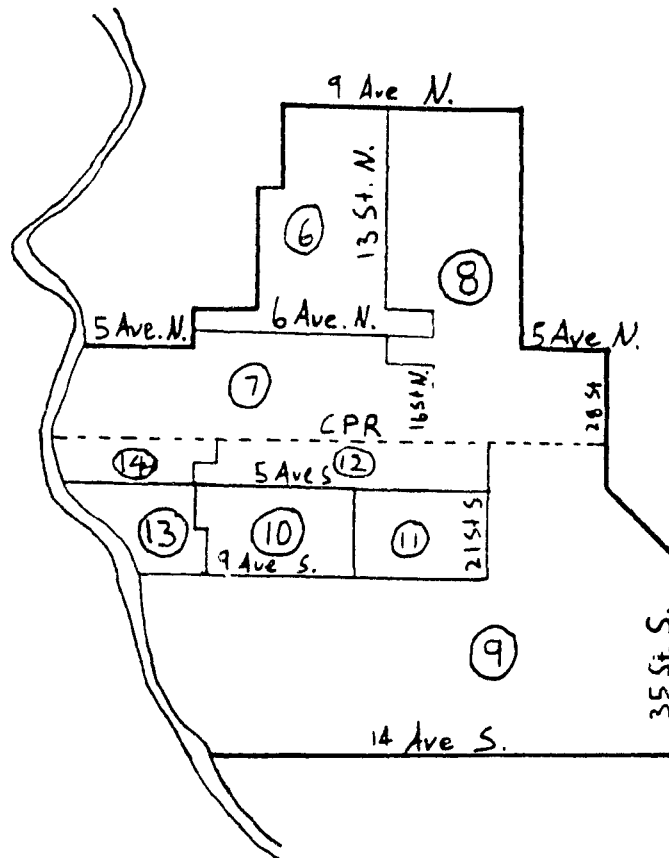 9 Ave N.
13 St. N.
6
8
5 Ave. N.
6 Ave. N.
5 Ave N.
7
16 St N.
28 St
CPR
14
5 Ave S
12
13
10
11
21 St S
9 Ave S.
9
35 St. S.
14 Ave S.